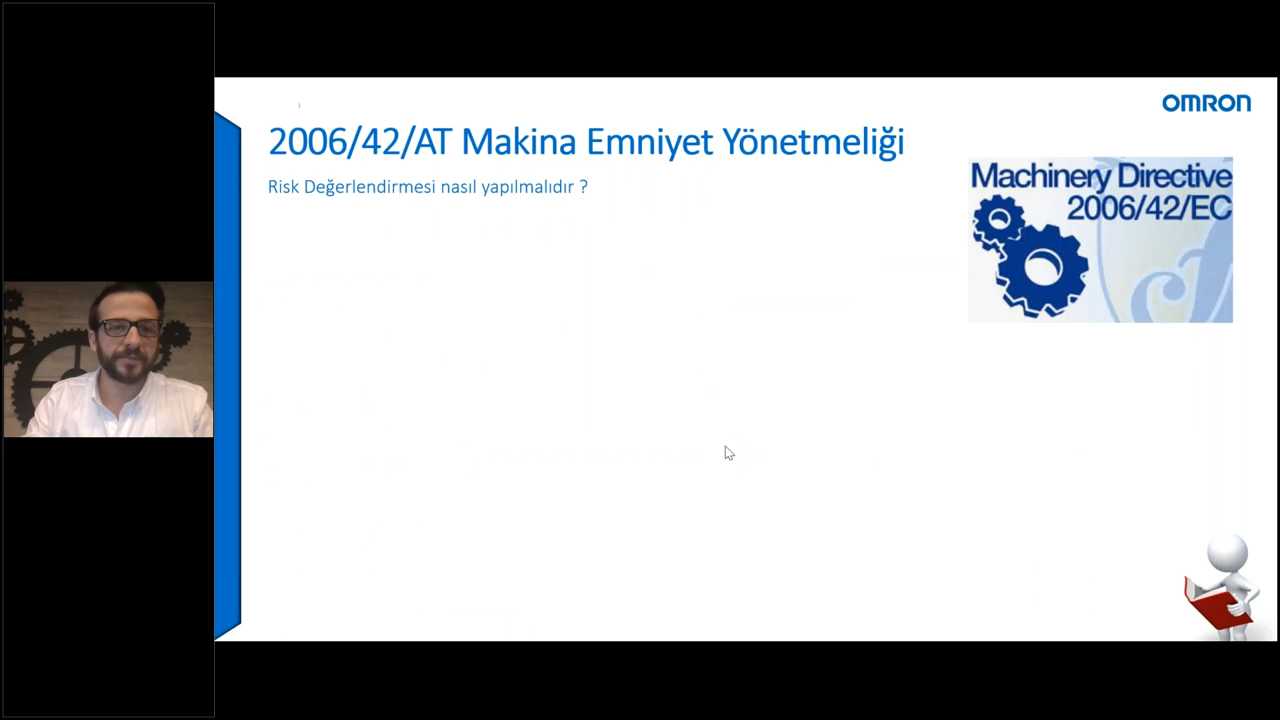 OMRON
2006/42/AT Makina Emniyet Yönetmeliği
Risk Değerlendirmesi nasıl yapılmalıdır ?
Machinery Directive
2006/42/EC